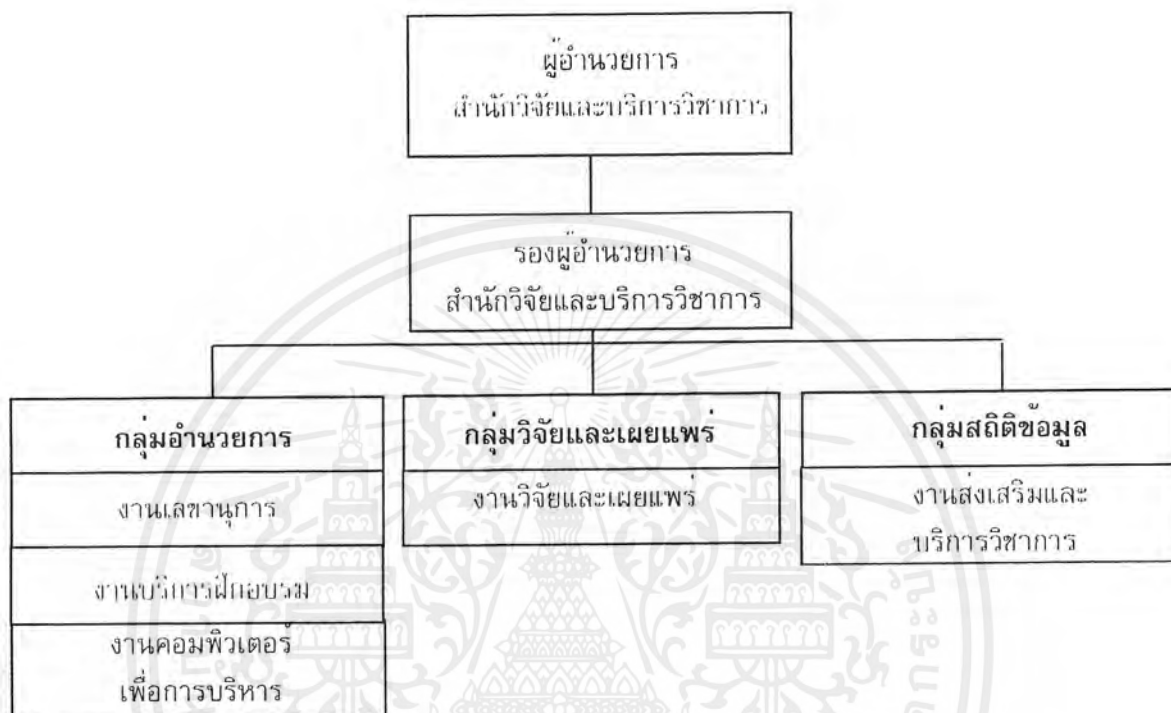 ผู้อำนวยการ
สำนักวิจัยและบริการวิชาการ
รองผู้อำนวยการ
สำนักวิจัยและบริการวิชาการ
กลุ่มอำนวยการ
งานเลขานุการ
งานบริการฝึกอบรม
งานคอมพิวเตอร์
เพื่อการบริหาร
กลุ่มวิจัยและเผยแพร่
งานวิจัยและเผยแพร่
กลุ่มสถิติข้อมูล
งานส่งเสริมและ
บริการวิชาการ